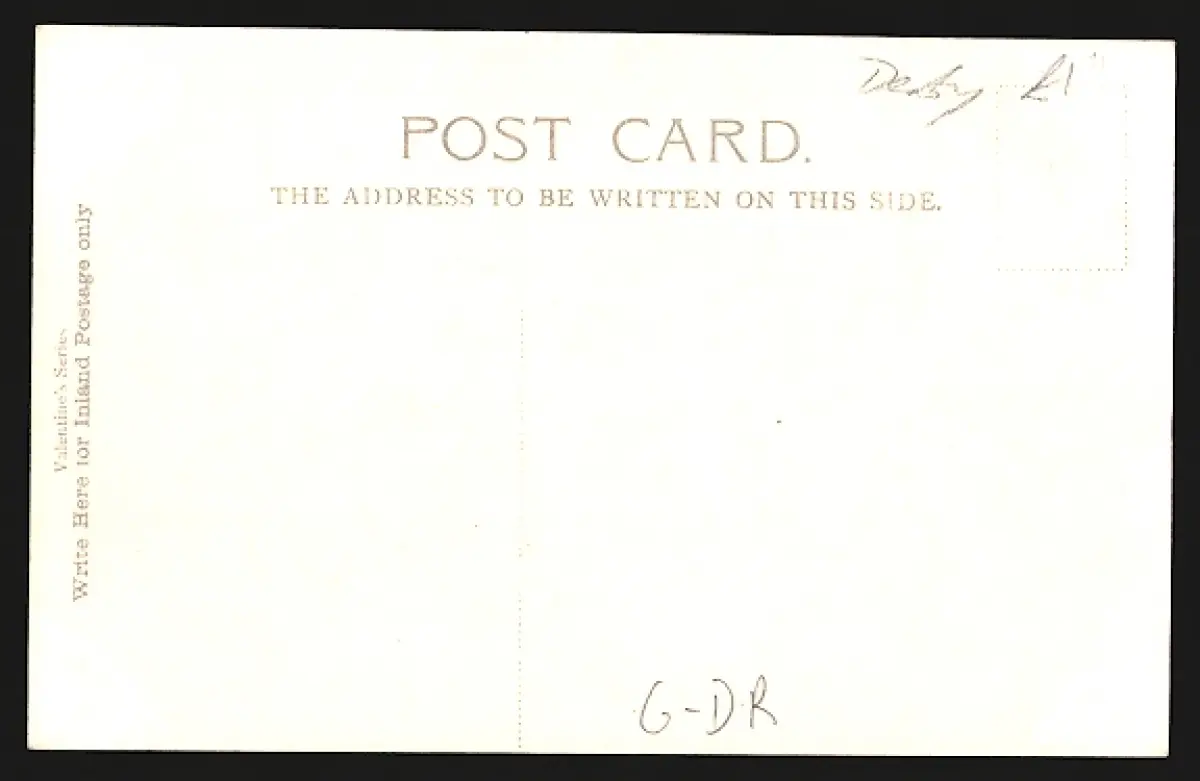 Derby
POST CARD.
THE ADDRESS TO BE WRITTEN ON THIS SIDE.
Valentine's Series
Write Here for Inland Postage only
G-DR